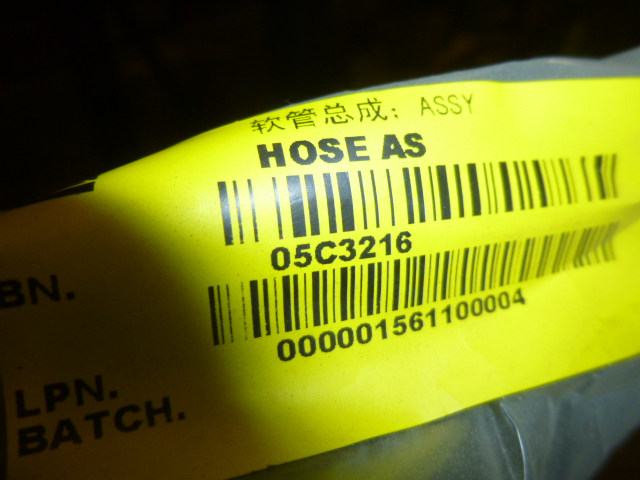 软管总成：ASSY
HOSE AS
05C3216
BN.
000001561100004
LPN.
BATCH.